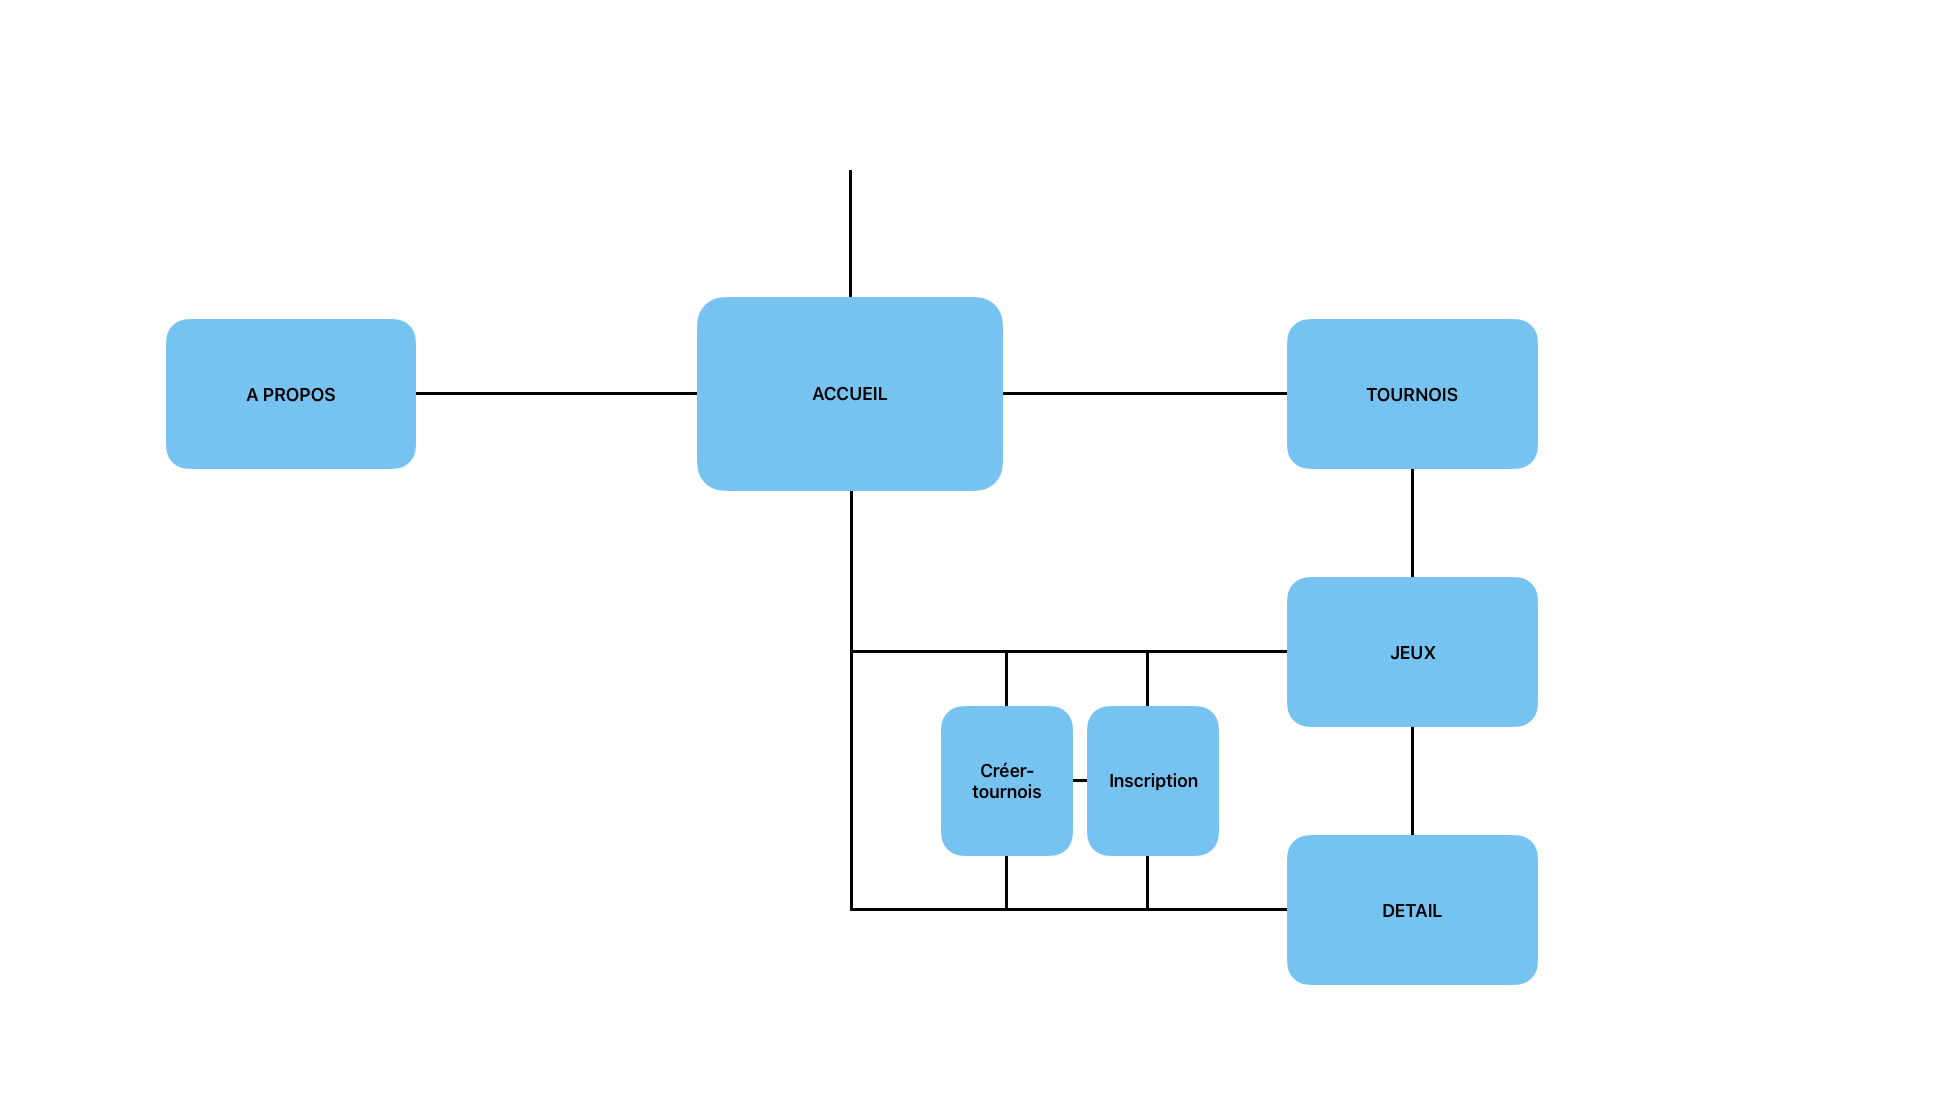 A PROPOS
ACCUEIL
TOURNOIS
JEUX
Créer-
tournois
Inscription
DETAIL